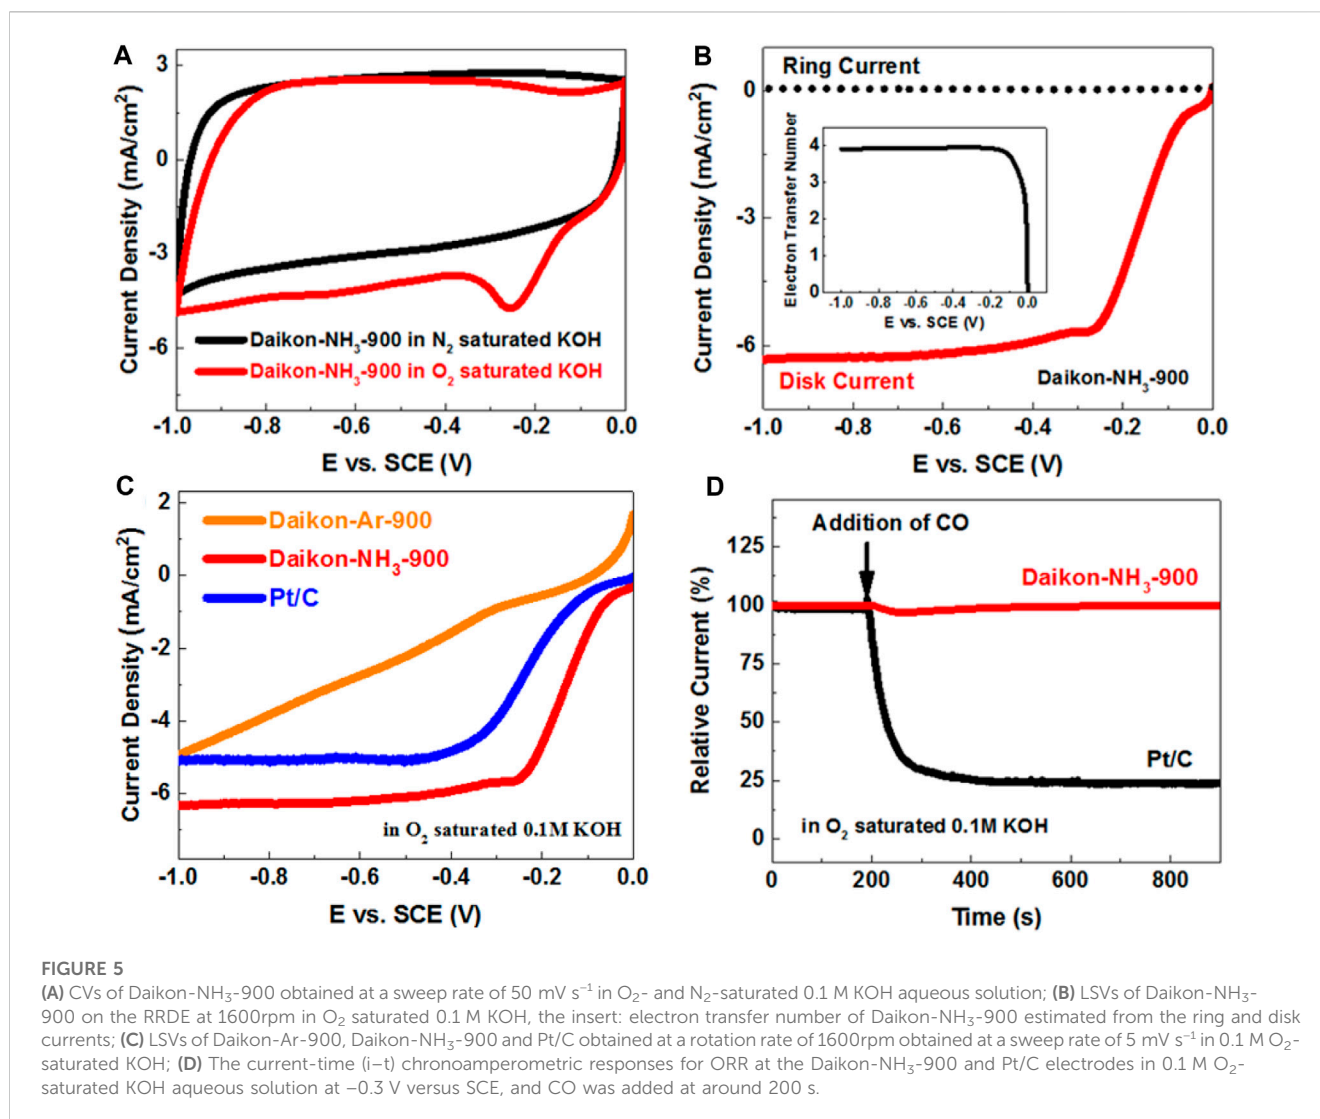 A
Current Density (mA/cm²)
3
0
-3
-6
Daikon-NH₃-900 in N₂ saturated KOH
Daikon-NH₃-900 in O₂ saturated KOH
-1.0 -0.8 -0.6 -0.4 -0.2 0.0
E vs. SCE (V)
B
Current Density (mA/cm²)
0
-3
-6
Ring Current
Electron Transfer Number
4
3
2
1
0
-1.0 -0.8 -0.6 -0.4 -0.2 0.0
E vs. SCE (V)
Disk Current
Daikon-NH₃-900
-1.0 -0.8 -0.6 -0.4 -0.2 0.0
E vs. SCE (V)
C
Current Density (mA/cm²)
2
0
-2
-4
-6
Daikon-Ar-900
Daikon-NH₃-900
Pt/C
in O₂ saturated 0.1M KOH
-1.0 -0.8 -0.6 -0.4 -0.2 0.0
E vs. SCE (V)
D
Relative Current (%)
125
100
75
50
25
0
Addition of CO
Daikon-NH₃-900
Pt/C
in O₂ saturated 0.1M KOH
0 200 400 600 800
Time (s)
FIGURE 5
(A) CVs of Daikon-NH₃-900 obtained at a sweep rate of 50 mV s⁻¹ in O₂- and N₂-saturated 0.1 M KOH aqueous solution; (B) LSVs of Daikon-NH₃-
900 on the RRDE at 1600rpm in O₂ saturated 0.1 M KOH, the insert: electron transfer number of Daikon-NH₃-900 estimated from the ring and disk
currents; (C) LSVs of Daikon-Ar-900, Daikon-NH₃-900 and Pt/C obtained at a rotation rate of 1600rpm obtained at a sweep rate of 5 mV s⁻¹ in 0.1 M O₂-
saturated KOH; (D) The current-time (i–t) chronoamperometric responses for ORR at the Daikon-NH₃-900 and Pt/C electrodes in 0.1 M O₂-
saturated KOH aqueous solution at –0.3 V versus SCE, and CO was added at around 200 s.